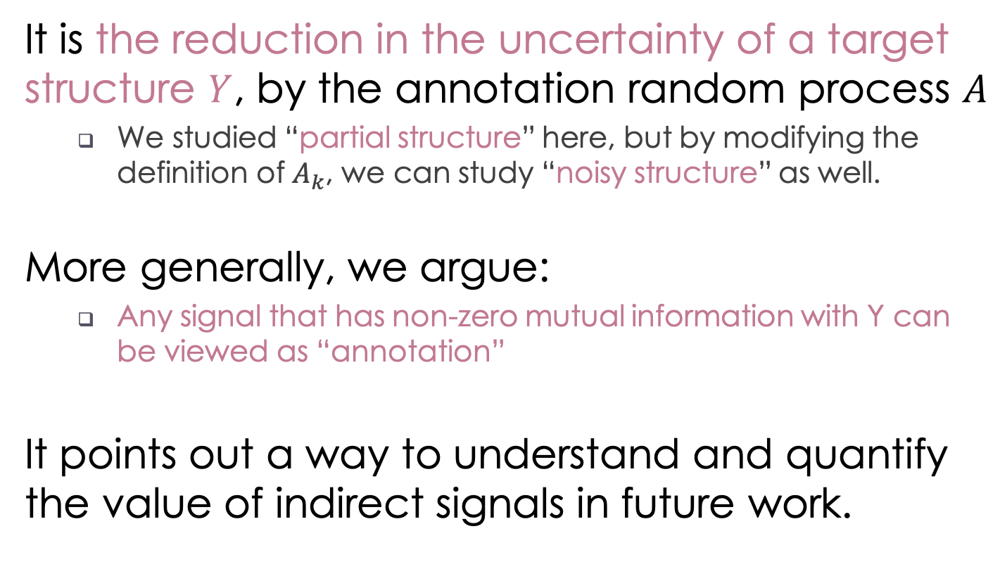 It is the reduction in the uncertainty of a target
structure Y, by the annotation random process A
❑ We studied “partial structure” here, but by modifying the
definition of Aₖ, we can study “noisy structure” as well.
More generally, we argue:
❑ Any signal that has non-zero mutual information with Y can
be viewed as “annotation”
It points out a way to understand and quantify
the value of indirect signals in future work.